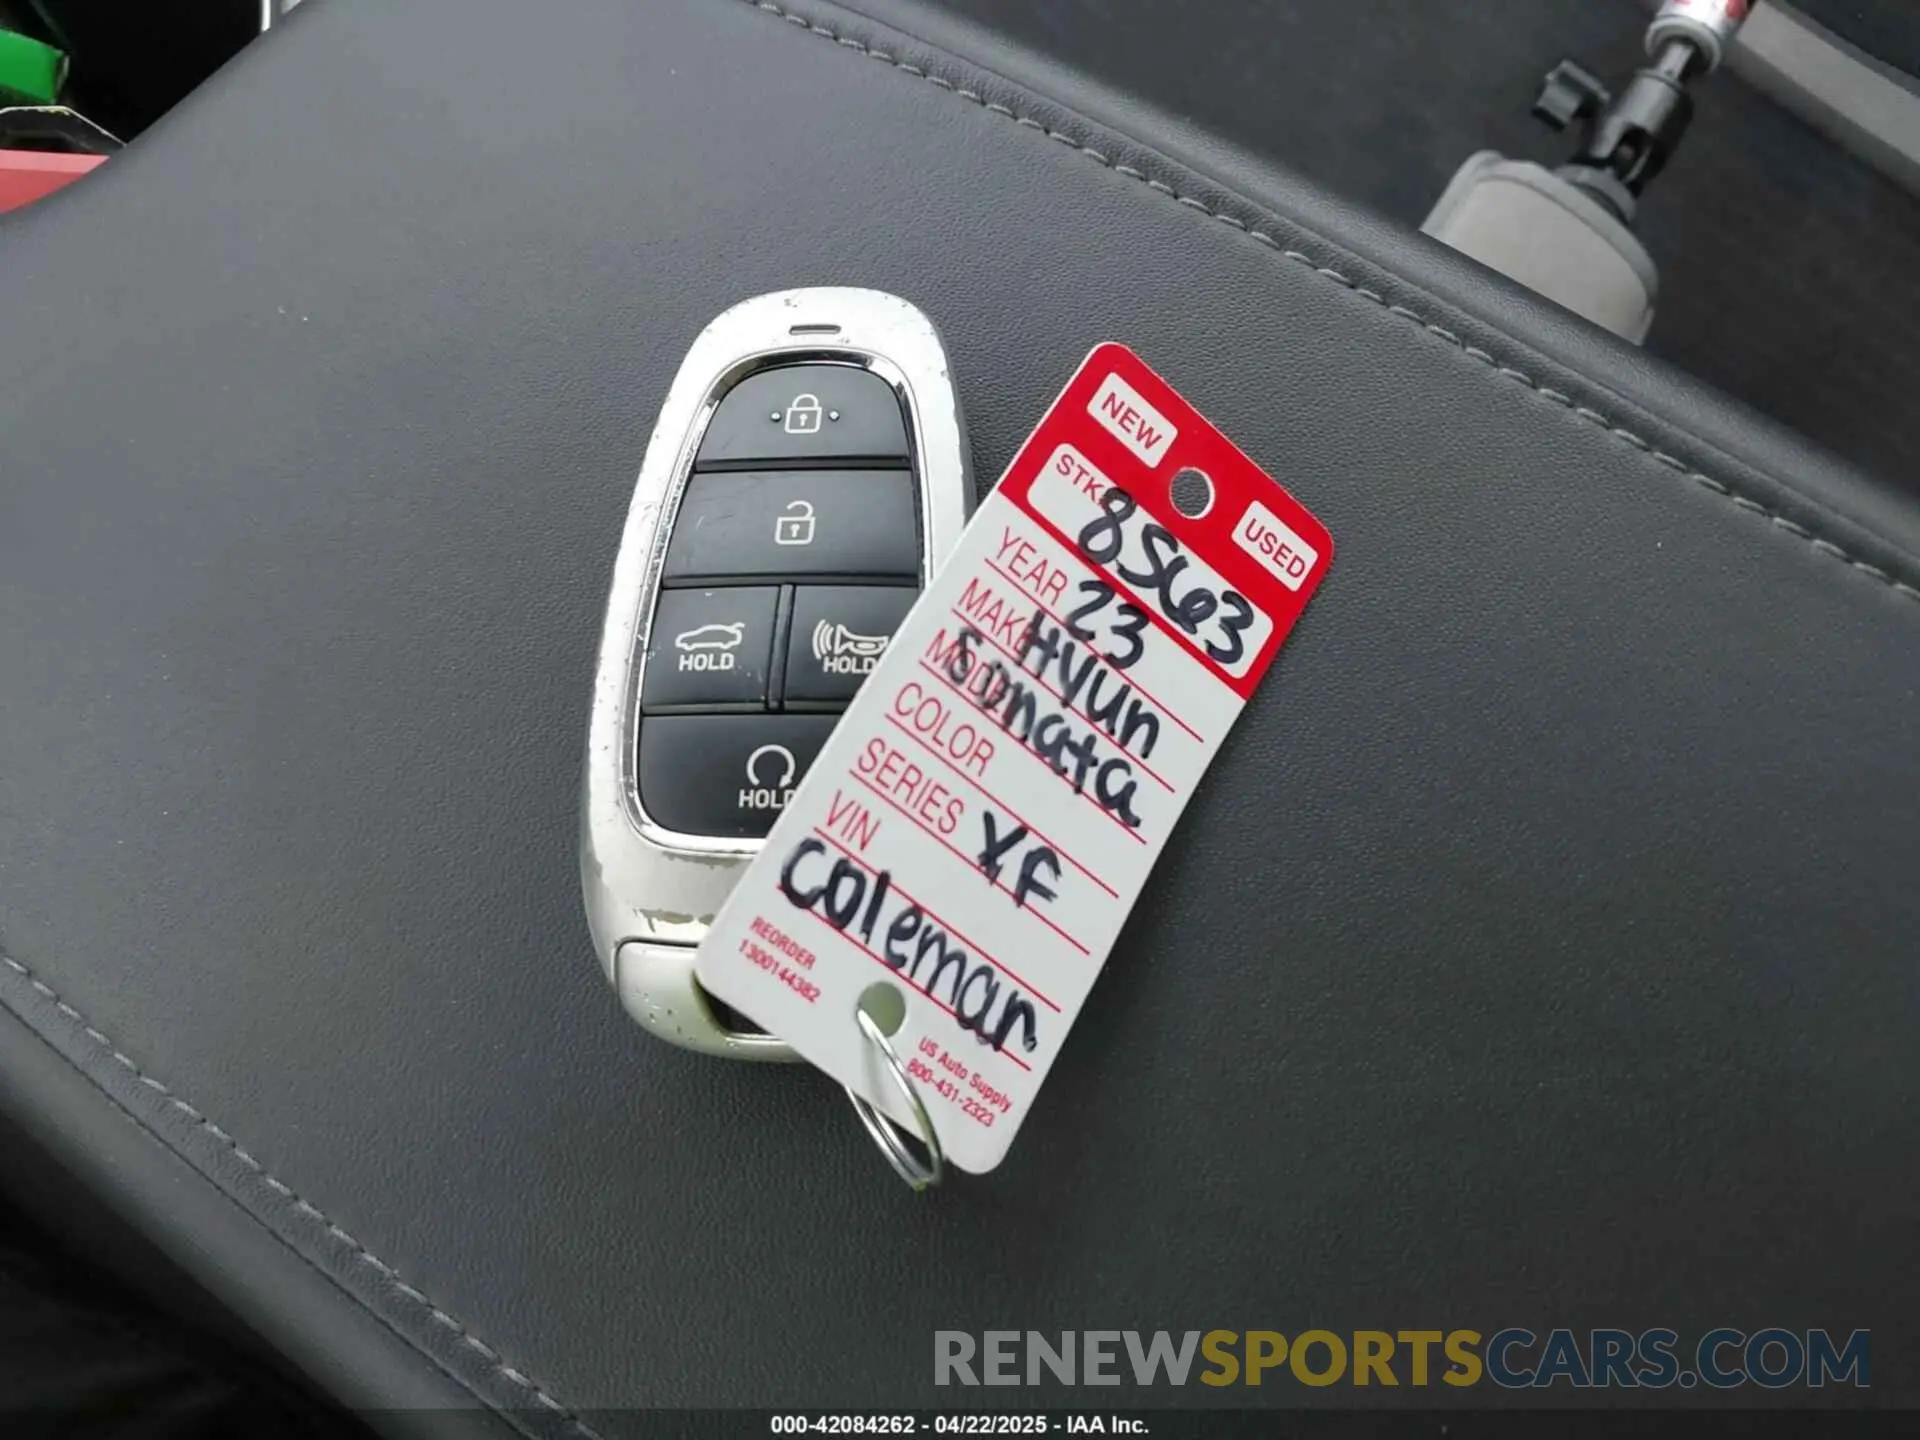 NEW
USED
STK.
8563
YEAR 23
MAKE Hyun
MODEL Sonata
COLOR
SERIES XF
VIN
Coleman
REORDER
1300144382
US Auto Supply
800-431-2323
HOLD
HOLD
HOLD
RENEWSPORTSCARS.COM
000-42084262 - 04/22/2025 - IAA Inc.